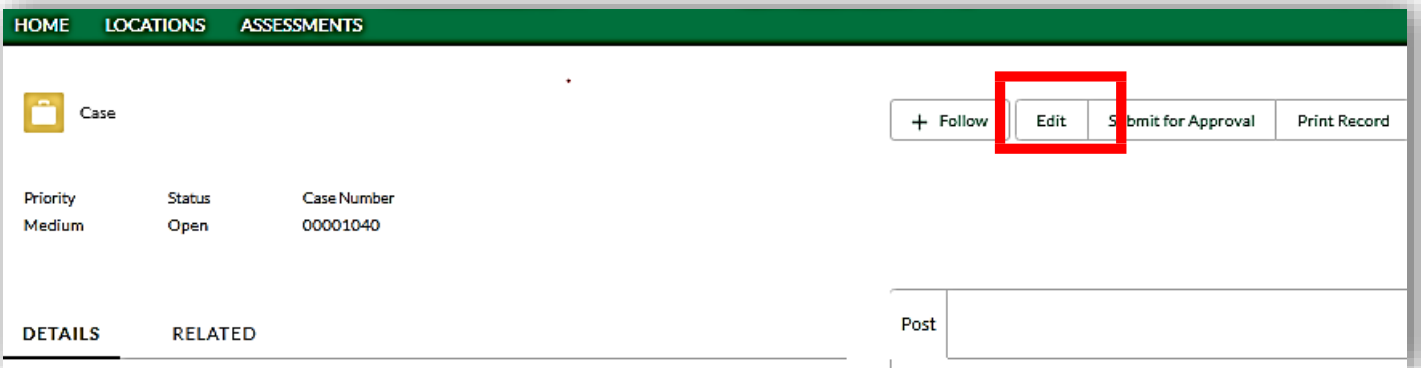 HOME LOCATIONS ASSESSMENTS
Case
+ Follow Edit Submit for Approval Print Record
Priority Status Case Number
Medium Open 00001040
DETAILS RELATED
Post